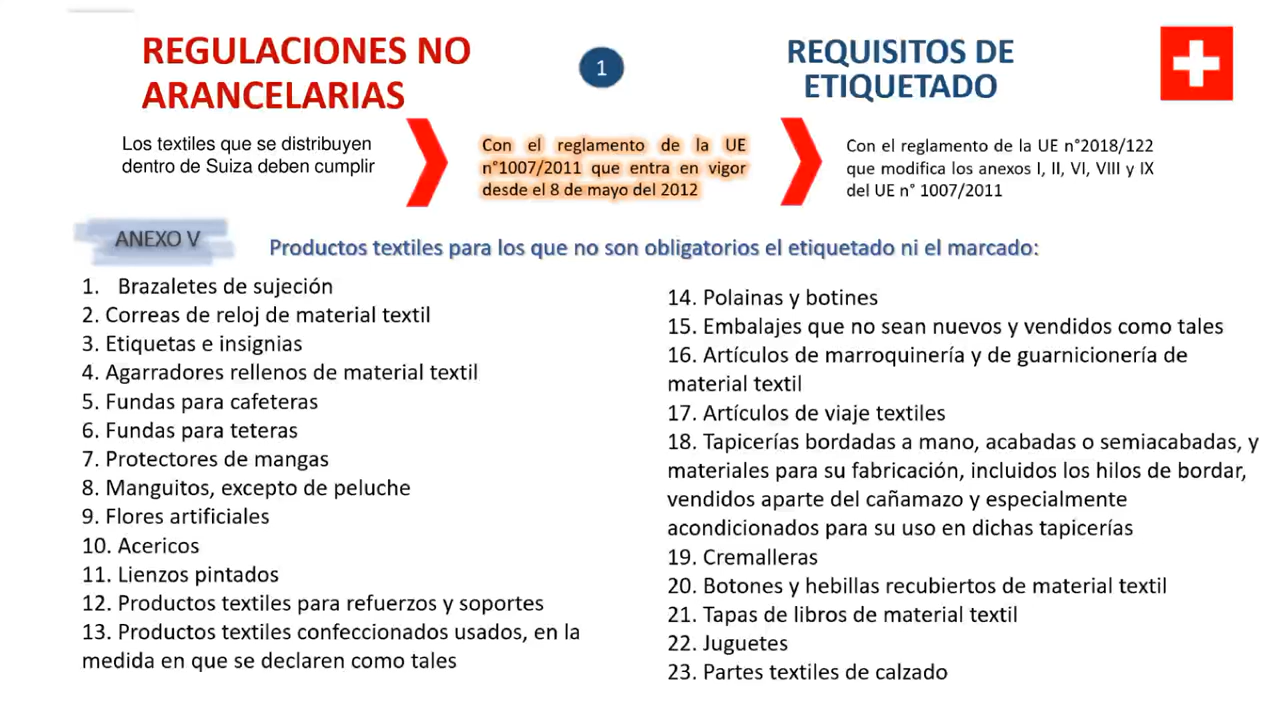 REGULACIONES NO
ARANCELARIAS
1
REQUISITOS DE
ETIQUETADO
Los textiles que se distribuyen
dentro de Suiza deben cumplir
Con el reglamento de la UE
n°1007/2011 que entra en vigor
desde el 8 de mayo del 2012
Con el reglamento de la UE n°2018/122
que modifica los anexos I, II, VI, VIII y IX
del UE n° 1007/2011
ANEXO V
Productos textiles para los que no son obligatorios el etiquetado ni el marcado:
1. Brazaletes de sujeción
2. Correas de reloj de material textil
3. Etiquetas e insignias
4. Agarradores rellenos de material textil
5. Fundas para cafeteras
6. Fundas para teteras
7. Protectores de mangas
8. Manguitos, excepto de peluche
9. Flores artificiales
10. Acericos
11. Lienzos pintados
12. Productos textiles para refuerzos y soportes
13. Productos textiles confeccionados usados, en la
medida en que se declaren como tales
14. Polainas y botines
15. Embalajes que no sean nuevos y vendidos como tales
16. Artículos de marroquinería y de guarnicionería de
material textil
17. Artículos de viaje textiles
18. Tapicerías bordadas a mano, acabadas o semiacabadas, y
materiales para su fabricación, incluidos los hilos de bordar,
vendidos aparte del cañamazo y especialmente
acondicionados para su uso en dichas tapicerías
19. Cremalleras
20. Botones y hebillas recubiertos de material textil
21. Tapas de libros de material textil
22. Juguetes
23. Partes textiles de calzado